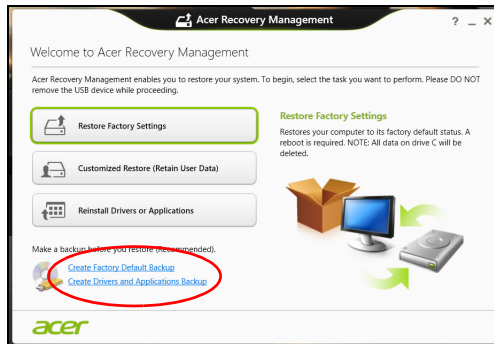 Acer Recovery Management
? _ X
Welcome to Acer Recovery Management
Acer Recovery Management enables you to restore your system. To begin, select the task you want to perform. Please DO NOT
remove the USB device while proceeding.
Restore Factory Settings
Customized Restore (Retain User Data)
Reinstall Drivers or Applications
Restore Factory Settings
Restores your computer to its factory default status. A
reboot is required. NOTE: All data on drive C will be
deleted.
Make a backup before you restore (Recommended).
Create Factory Default Backup
Create Drivers and Applications Backup
acer